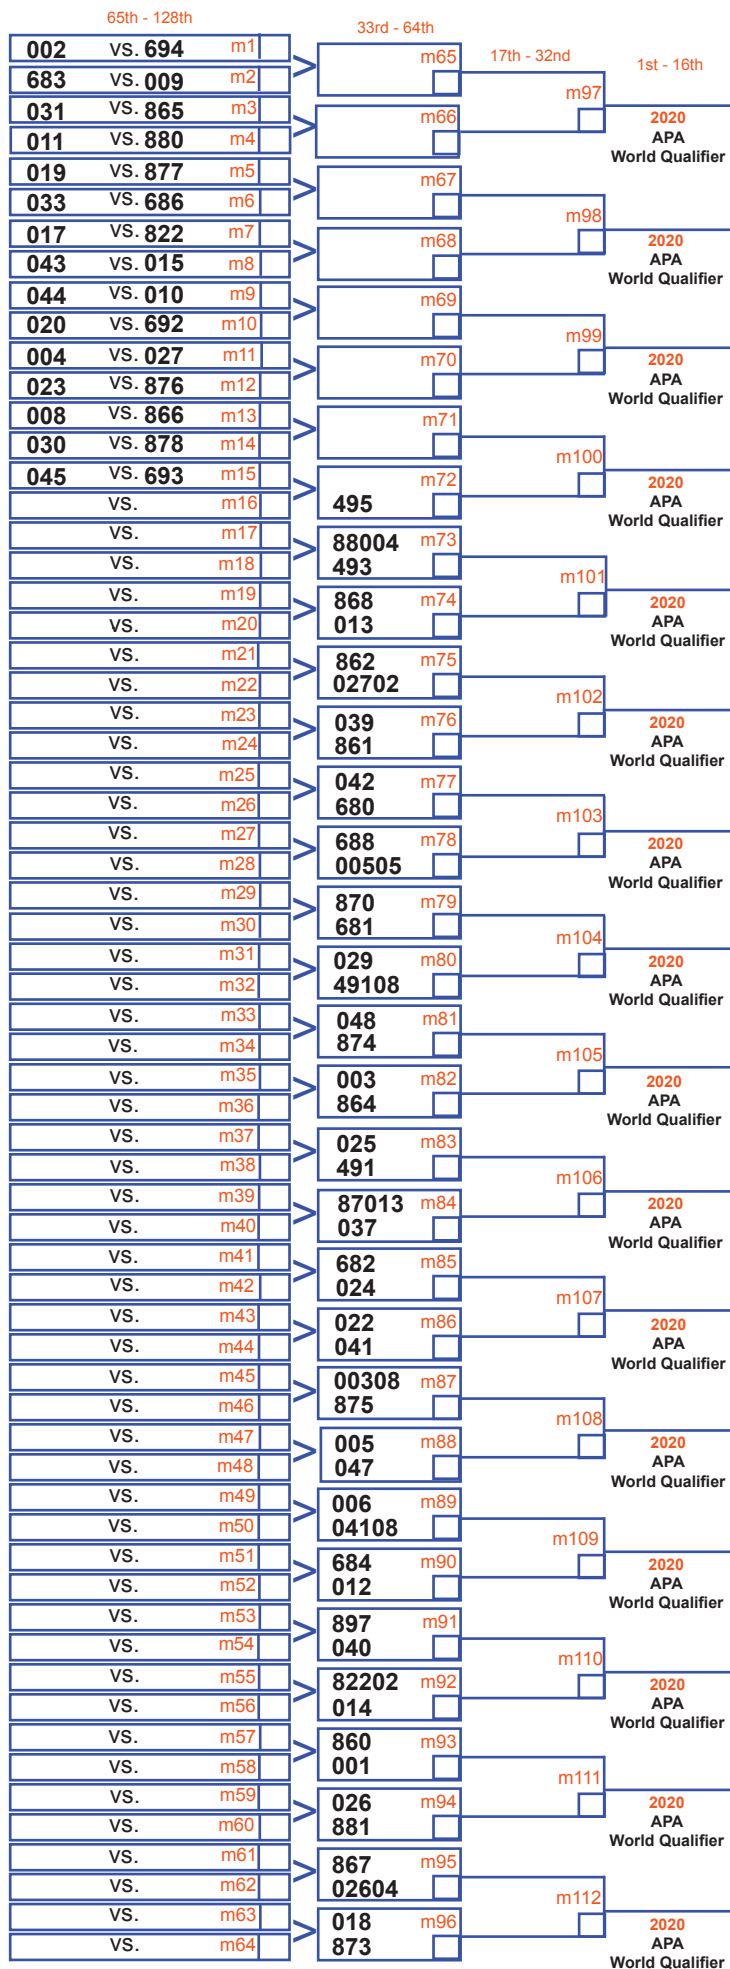 65th - 128th
33rd - 64th
17th - 32nd
1st - 16th
002 VS. 694 m1
683 VS. 009 m2
031 VS. 865 m3
011 VS. 880 m4
019 VS. 877 m5
033 VS. 686 m6
017 VS. 822 m7
043 VS. 015 m8
044 VS. 010 m9
020 VS. 692 m10
004 VS. 027 m11
023 VS. 876 m12
008 VS. 866 m13
030 VS. 878 m14
045 VS. 693 m15
VS. m16
VS. m17
VS. m18
VS. m19
VS. m20
VS. m21
VS. m22
VS. m23
VS. m24
VS. m25
VS. m26
VS. m27
VS. m28
VS. m29
VS. m30
VS. m31
VS. m32
VS. m33
VS. m34
VS. m35
VS. m36
VS. m37
VS. m38
VS. m39
VS. m40
VS. m41
VS. m42
VS. m43
VS. m44
VS. m45
VS. m46
VS. m47
VS. m48
VS. m49
VS. m50
VS. m51
VS. m52
VS. m53
VS. m54
VS. m55
VS. m56
VS. m57
VS. m58
VS. m59
VS. m60
VS. m61
VS. m62
VS. m63
VS. m64
m65
m66
m67
m68
m69
m70
m71
m72
495
88004 m73
493
868 m74
013
862 m75
02702
039 m76
861
042 m77
680
688 m78
00505
870 m79
681
029 m80
49108
048 m81
874
003 m82
864
025 m83
491
87013 m84
037
682 m85
024
022 m86
041
00308 m87
875
005 m88
047
006 m89
04108
684 m90
012
897 m91
040
82202 m92
014
860 m93
001
026 m94
881
867 m95
02604
018 m96
873
m97
m98
m99
m100
m101
m102
m103
m104
m105
m106
m107
m108
m109
m110
m111
m112
2020
APA
World Qualifier
2020
APA
World Qualifier
2020
APA
World Qualifier
2020
APA
World Qualifier
2020
APA
World Qualifier
2020
APA
World Qualifier
2020
APA
World Qualifier
2020
APA
World Qualifier
2020
APA
World Qualifier
2020
APA
World Qualifier
2020
APA
World Qualifier
2020
APA
World Qualifier
2020
APA
World Qualifier
2020
APA
World Qualifier
2020
APA
World Qualifier
2020
APA
World Qualifier